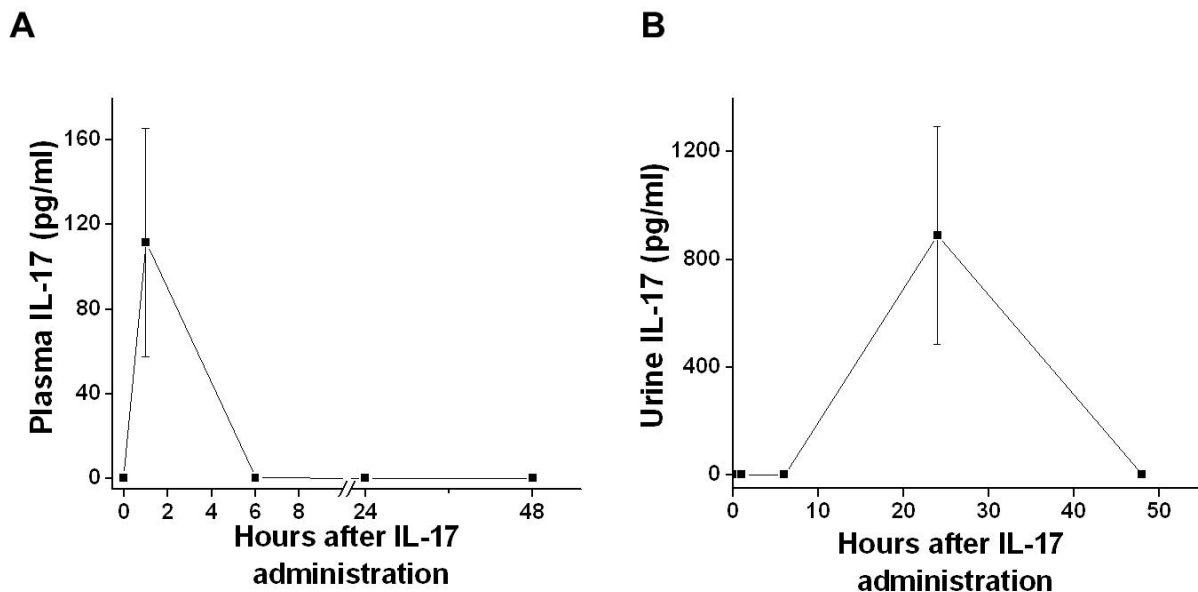 A
Plasma IL-17 (pg/ml)
160
120
80
40
0
0 2 4 6 8 24 48
Hours after IL-17
administration
B
Urine IL-17 (pg/ml)
1200
800
400
0
0 10 20 30 40 50
Hours after IL-17
administration